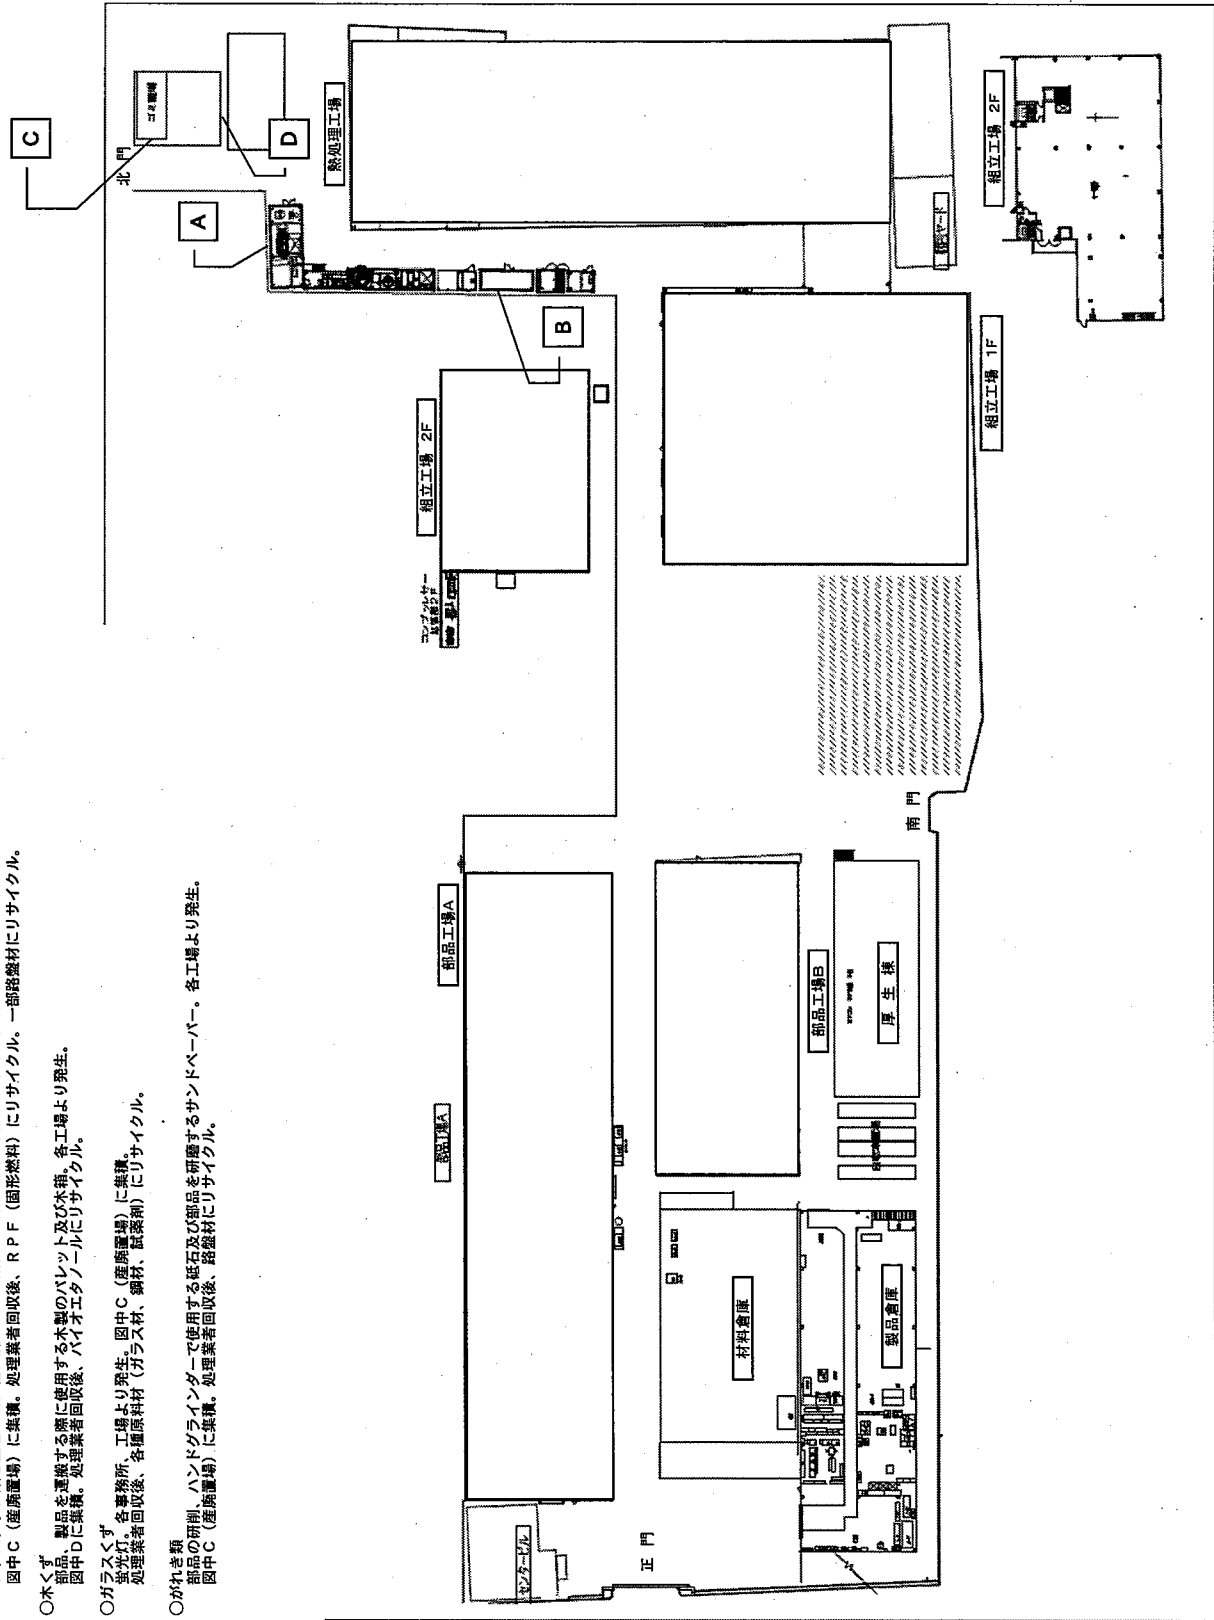 図中C（産廃置場）に集積。処理業者回収後、ＲＰＦ（固形燃料）にリサイクル。一部路盤材にリサイクル。
○木くず
部品、製品を運搬する際に使用する木製のパレット及び木箱。各工場より発生。
図中Dに集積。処理業者回収後、バイオエタノールにリサイクル。
○ガラスくず
蛍光灯。各事務所、工場より発生。図中C（産廃置場）に集積。
処理業者回収後、各種原料材（ガラス材、鋼材、試薬剤）にリサイクル。
○がれき類
部品の研削、ハンドグラインダーで使用する砥石及び部品を研磨するサンドペーパー。各工場より発生。
図中C（産廃置場）に集積。処理業者回収後、路盤材にリサイクル。
C
北門
ゴミ置場
D
A
B
熱処理工場
組立工場 2F
コンプレッサー
組立工場 1F
組立工場 2F
南門
部品工場A
部品工場A
部品工場B
厚生棟
材料倉庫
製品倉庫
センタービル
正門